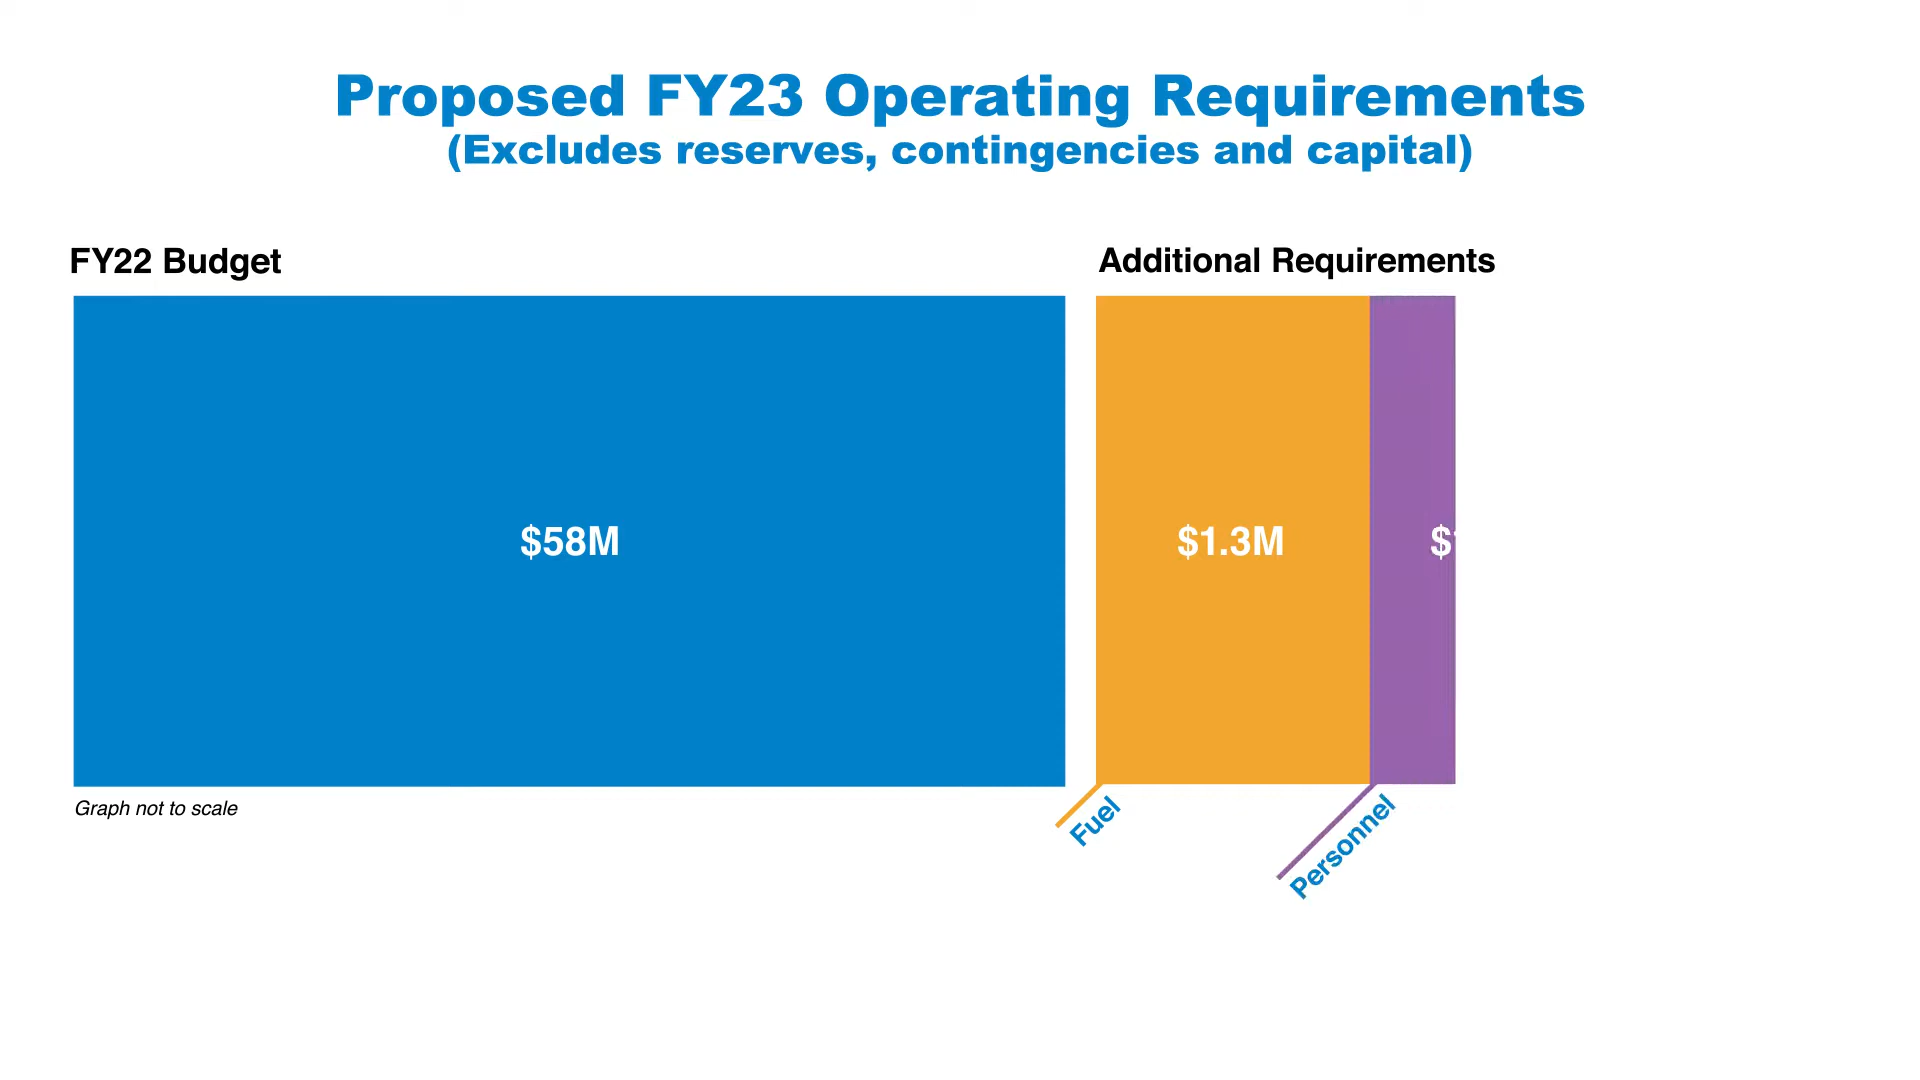 Proposed FY23 Operating Requirements
(Excludes reserves, contingencies and capital)
FY22 Budget
Additional Requirements
$58M
$1.3M
Graph not to scale
Fuel
Personnel